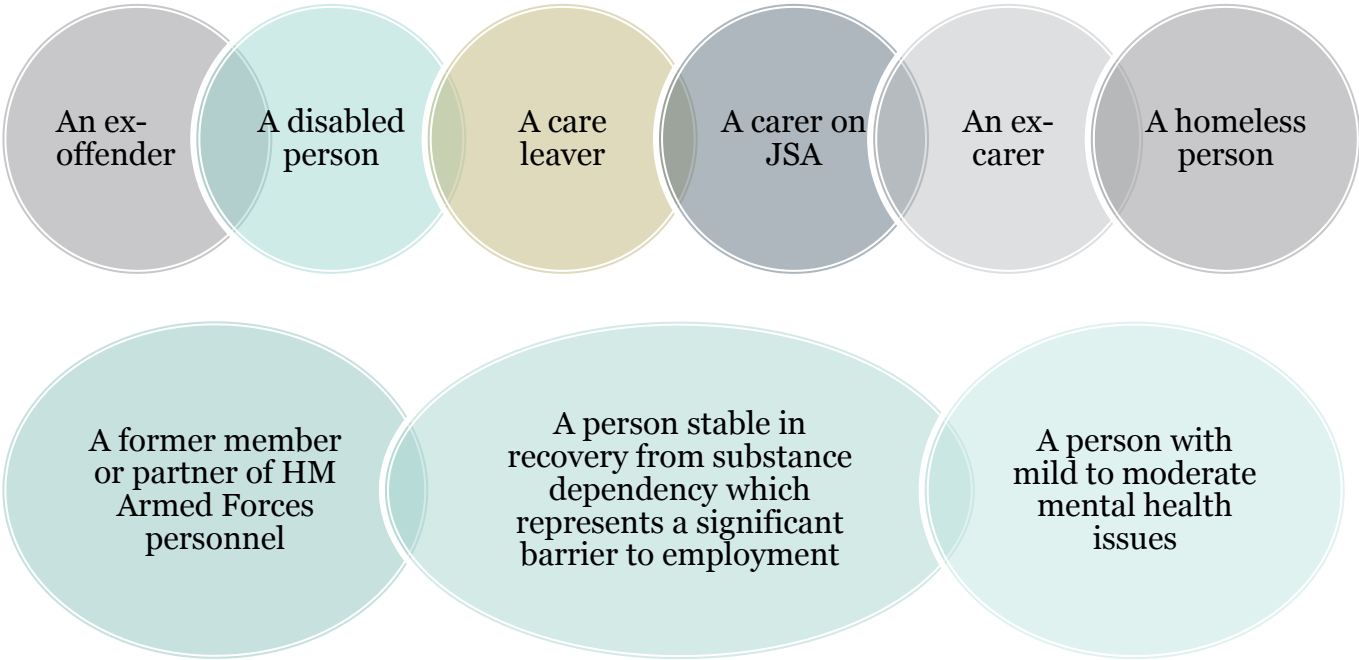 An ex-
offender
A disabled
person
A care
leaver
A carer on
JSA
An ex-
carer
A homeless
person
A former member
or partner of HM
Armed Forces
personnel
A person stable in
recovery from substance
dependency which
represents a significant
barrier to employment
A person with
mild to moderate
mental health
issues